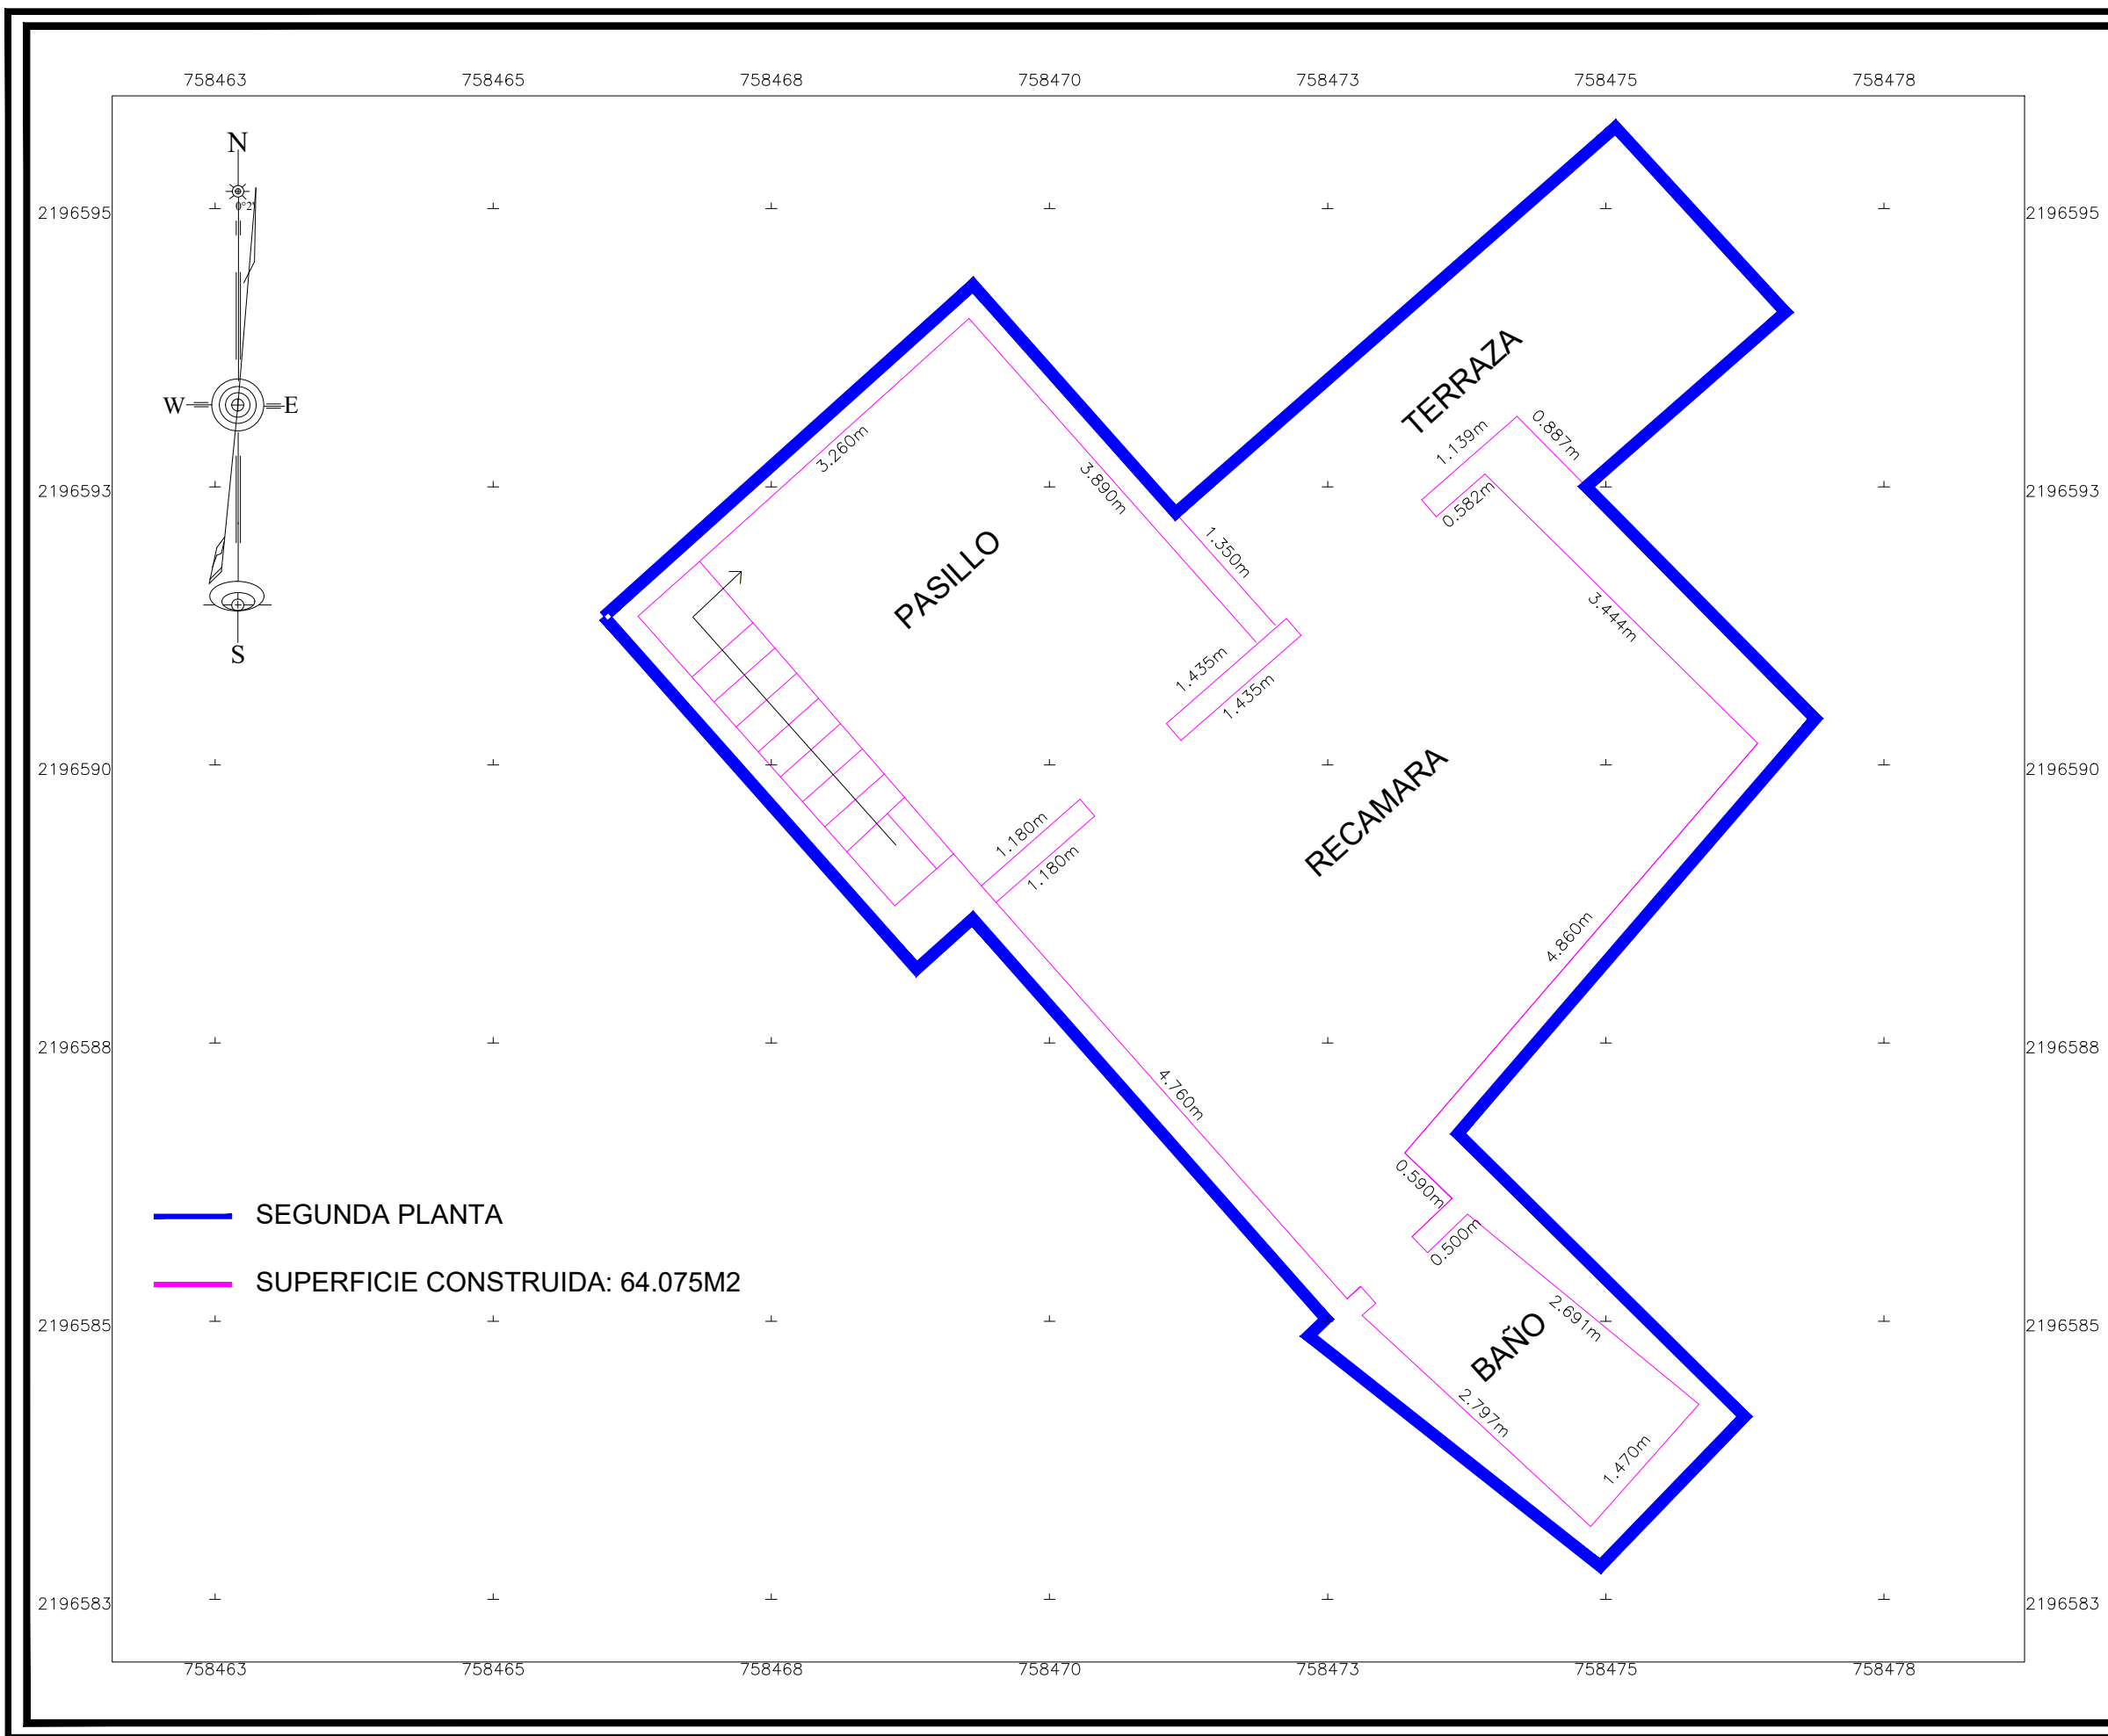 758463 758465 758468 758470 758473 758475 758478
N
0°2'
2196595 2196595
W E
S
TERRAZA
1.139m
0.887m
0.582m
3.260m
3.890m
2196593 2196593
PASILLO
1.350m
3.444m
1.435m
1.435m
2196590 2196590
RECAMARA
1.180m
1.180m
4.860m
2196588 2196588
4.760m
0.590m
0.500m
SEGUNDA PLANTA
SUPERFICIE CONSTRUIDA: 64.075M2
2196585 2196585
2.691m
BAÑO
2.797m
1.470m
2196583 2196583
758463 758465 758468 758470 758473 758475 758478